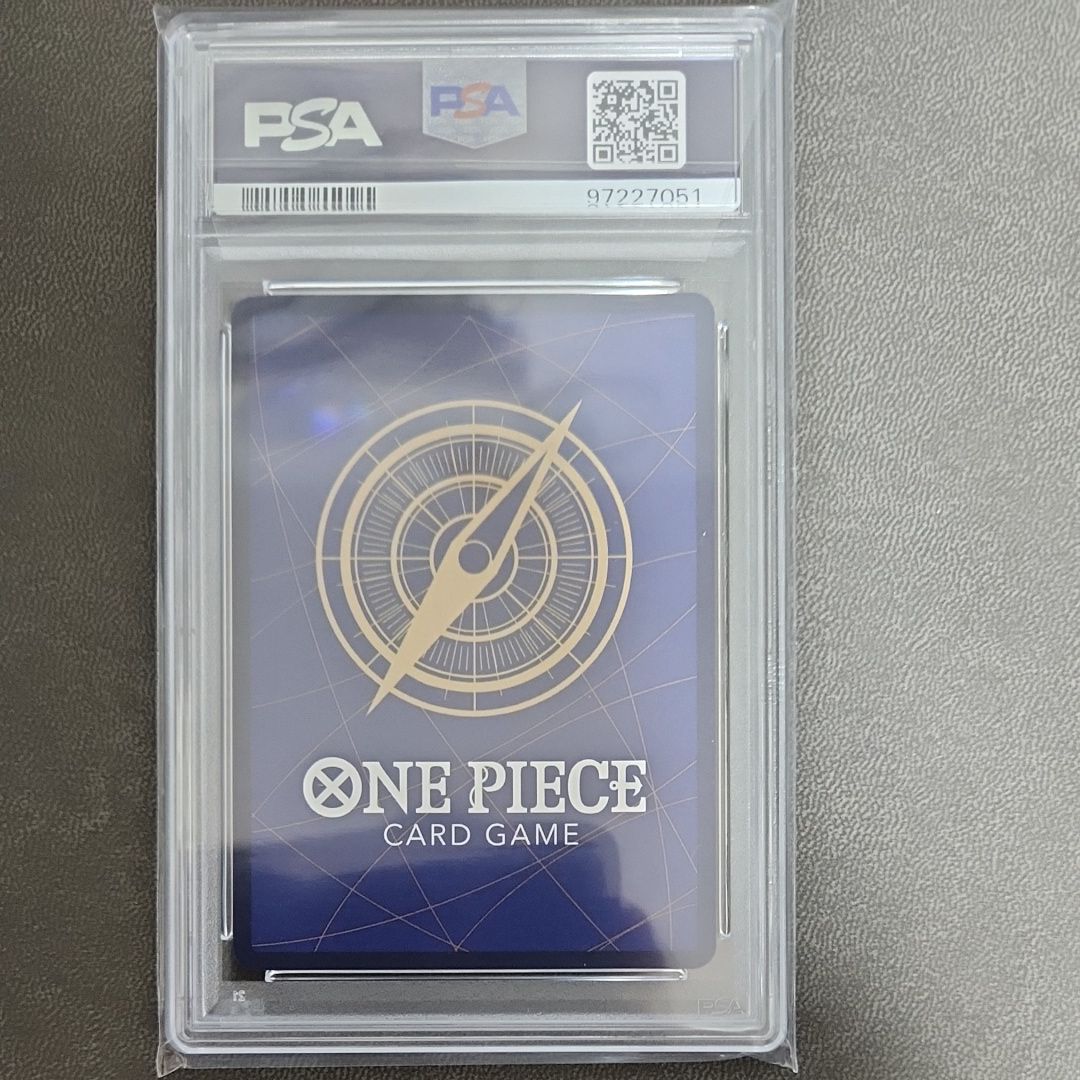 PSA
PSA
97227051
ONE PIECE
CARD GAME
PSA